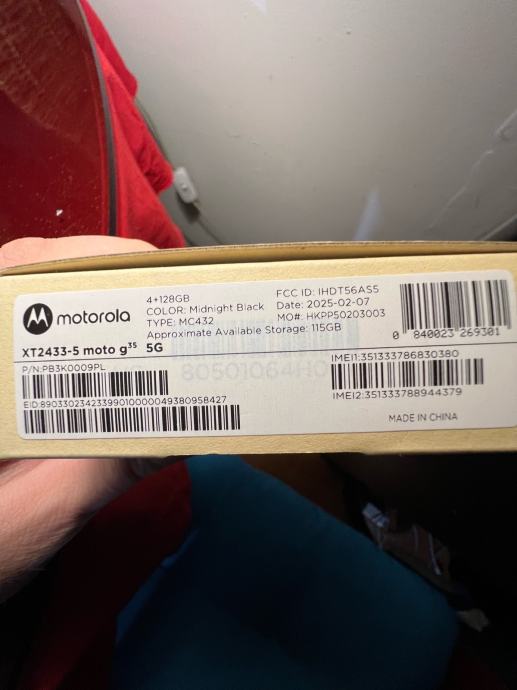 motorola
4+128GB
COLOR: Midnight Black
TYPE: MC432
Approximate Available Storage: 115GB
FCC ID: IHDT56AS5
Date: 2025-02-07
MO#: HKPP50203003
0 840023 269301
XT2433-5 moto g³⁵ 5G
P/N:PB3K0009PL
EID:89033023423399010000049380958427
80501064H0
IMEI1:351333786830380
IMEI2:351333788944379
MADE IN CHINA